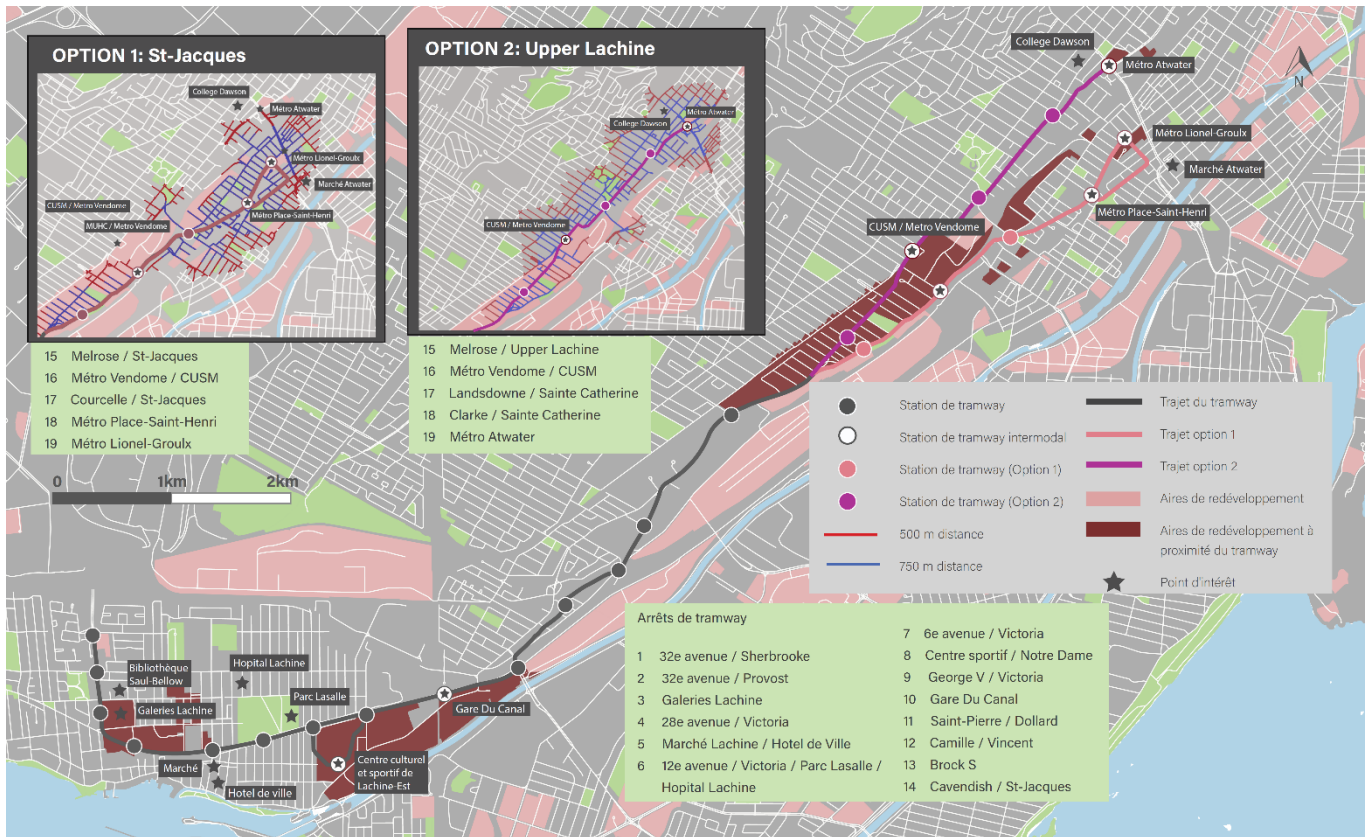 OPTION 1: St-Jacques
College Dawson
Métro Atwater
Métro Lionel-Groulx
Marché Atwater
CUSM / Metro Vendome
MUHC / Metro Vendome
Métro Place-Saint-Henri
15 Melrose / St-Jacques
16 Métro Vendome / CUSM
17 Courcelle / St-Jacques
18 Métro Place-Saint-Henri
19 Métro Lionel-Groulx
OPTION 2: Upper Lachine
College Dawson
Métro Atwater
CUSM / Metro Vendome
15 Melrose / Upper Lachine
16 Métro Vendome / CUSM
17 Landsdowne / Sainte Catherine
18 Clarke / Sainte Catherine
19 Métro Atwater
College Dawson
Métro Atwater
N
Métro Lionel-Groulx
Marché Atwater
Métro Place-Saint-Henri
CUSM / Metro Vendome
0 1km 2km
Station de tramway
Station de tramway intermodal
Station de tramway (Option 1)
Station de tramway (Option 2)
500 m distance
750 m distance
Trajet du tramway
Trajet option 1
Trajet option 2
Aires de redéveloppement
Aires de redéveloppement à
proximité du tramway
Point d'intérêt
Bibliothèque
Saul-Bellow
Hopital Lachine
Galeries Lachine
Parc Lasalle
Gare Du Canal
Marché
Hotel de ville
Centre culturel
et sportif de
Lachine-Est
Arrêts de tramway
1 32e avenue / Sherbrooke
2 32e avenue / Provost
3 Galeries Lachine
4 28e avenue / Victoria
5 Marché Lachine / Hotel de Ville
6 12e avenue / Victoria / Parc Lasalle /
Hopital Lachine
7 6e avenue / Victoria
8 Centre sportif / Notre Dame
9 George V / Victoria
10 Gare Du Canal
11 Saint-Pierre / Dollard
12 Camille / Vincent
13 Brock S
14 Cavendish / St-Jacques